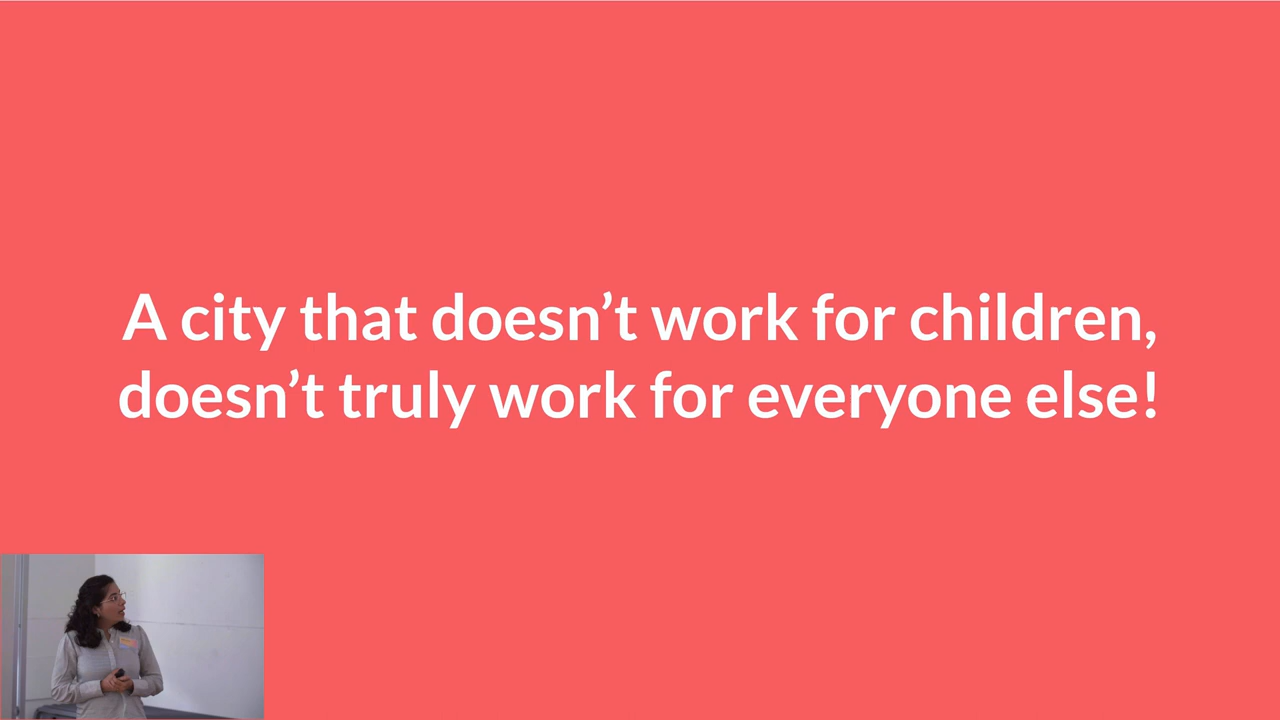 A city that doesn’t work for children,
doesn’t truly work for everyone else!